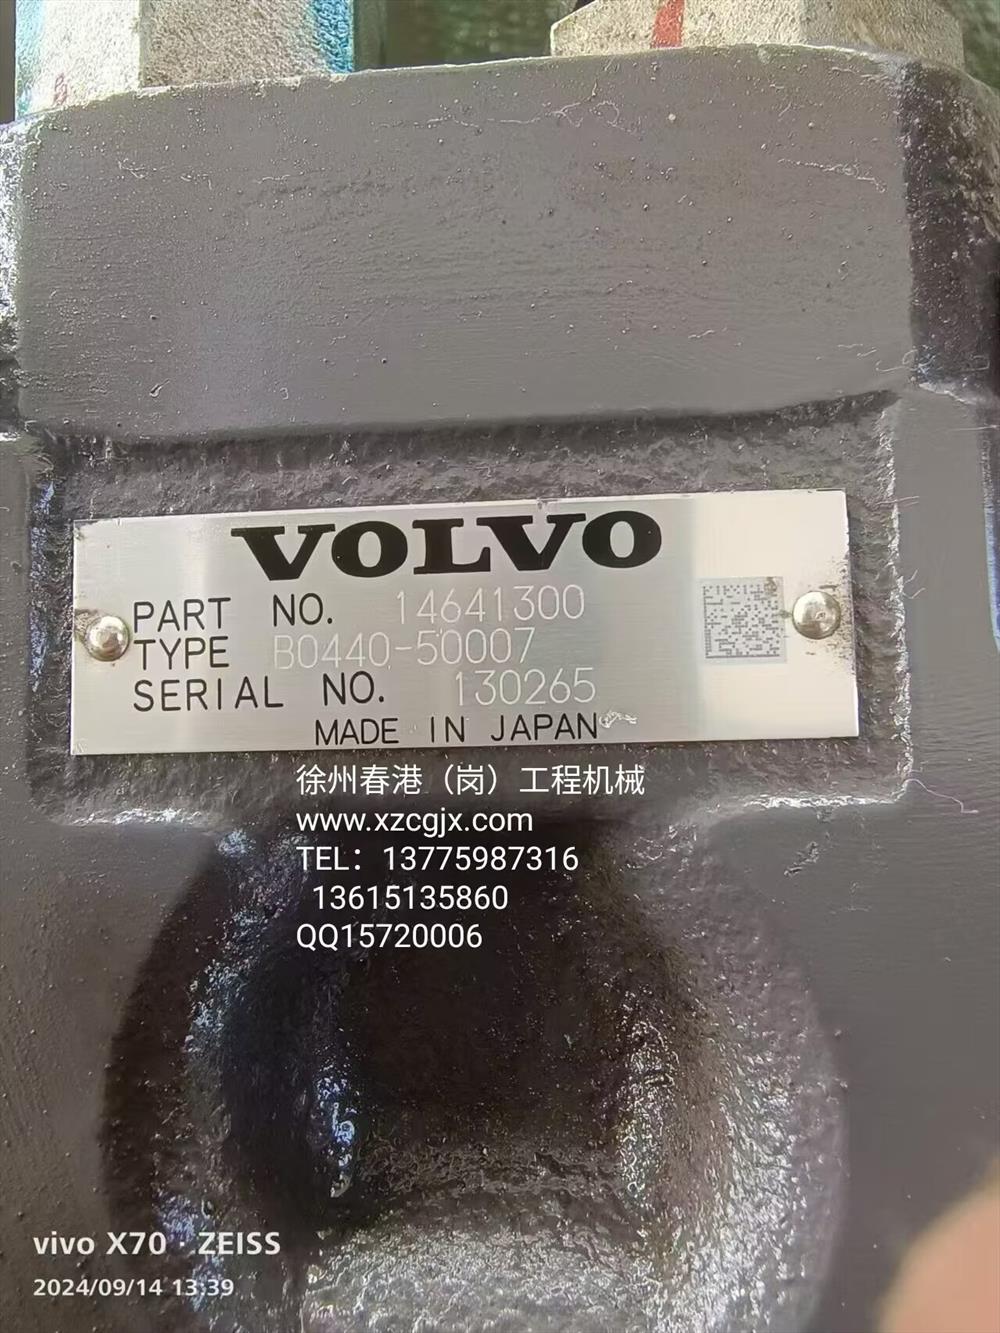 VOLVO
PART NO. 14641300
TYPE B0440-50007
SERIAL NO. 130265
MADE IN JAPAN
徐州春港（岗）工程机械
www.xzcgjx.com
TEL：13775987316
13615135860
QQ15720006
vivo X70 · ZEISS
2024/09/14 13:39